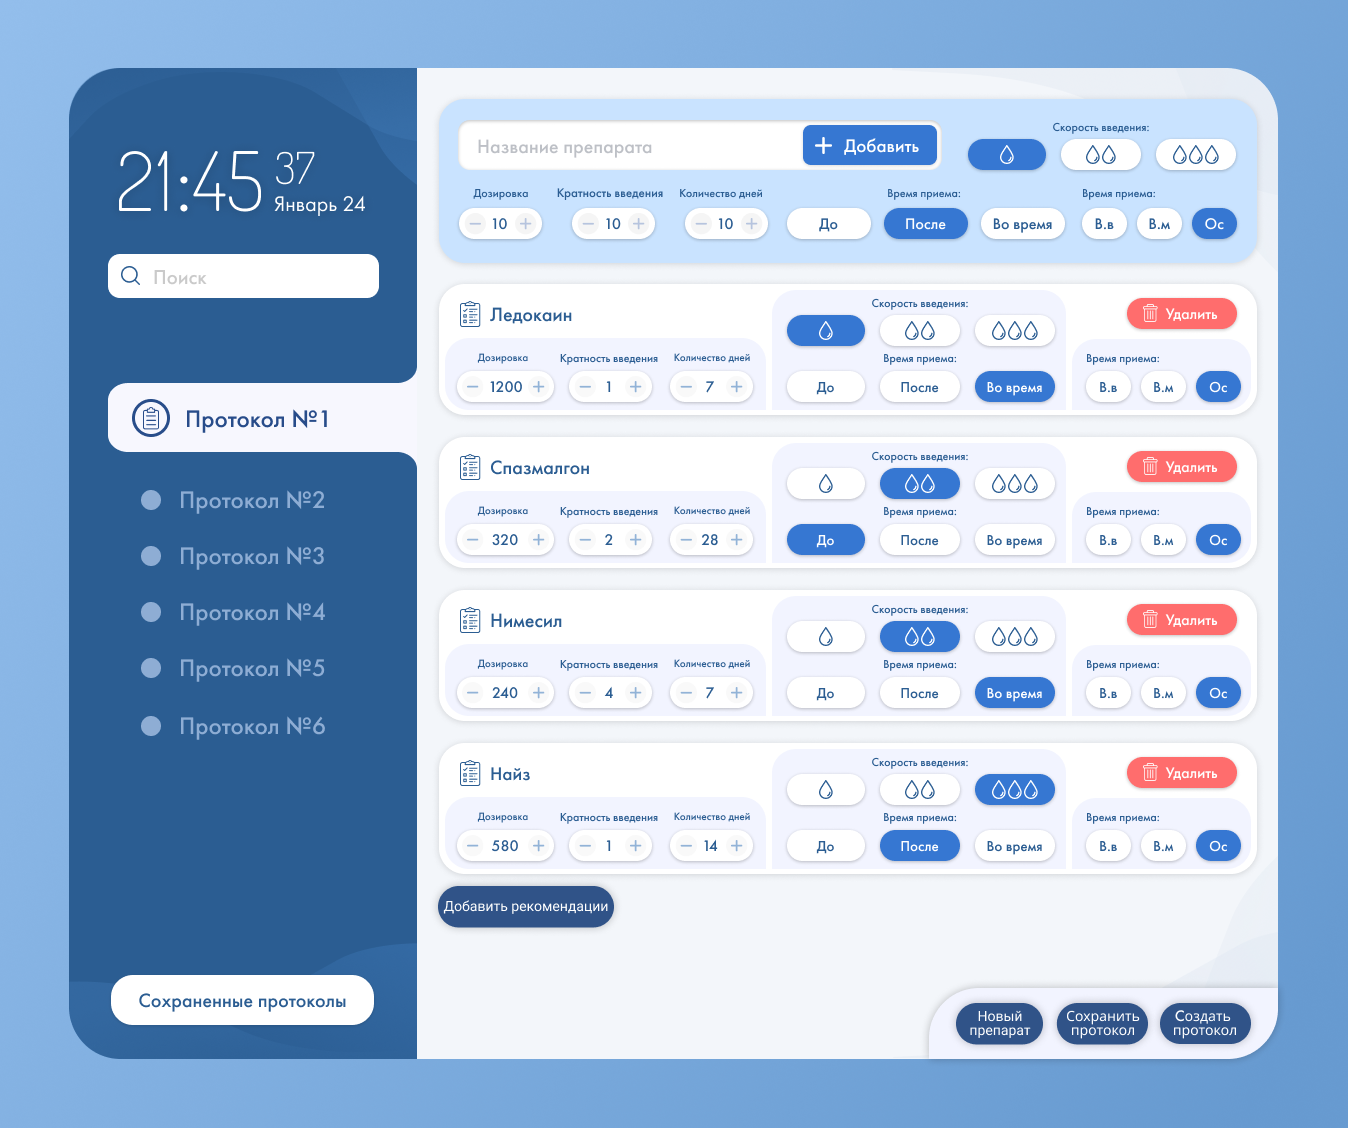 21:45 37
Январь 24
Поиск
Протокол №1
Протокол №2
Протокол №3
Протокол №4
Протокол №5
Протокол №6
Сохраненные протоколы
Название препарата
Добавить
Скорость введения:
Дозировка Кратность введения Количество дней Время приема: Время приема:
10 10 10 До После Во время В.в В.м Ос
Ледокаин
Скорость введения:
Удалить
Дозировка Кратность введения Количество дней Время приема: Время приема:
1200 1 7 До После Во время В.в В.м Ос
Спазмалгон
Скорость введения:
Удалить
Дозировка Кратность введения Количество дней Время приема: Время приема:
320 2 28 До После Во время В.в В.м Ос
Нимесил
Скорость введения:
Удалить
Дозировка Кратность введения Количество дней Время приема: Время приема:
240 4 7 До После Во время В.в В.м Ос
Найз
Скорость введения:
Удалить
Дозировка Кратность введения Количество дней Время приема: Время приема:
580 1 14 До После Во время В.в В.м Ос
Добавить рекомендации
Новый
препарат
Сохранить
протокол
Создать
протокол